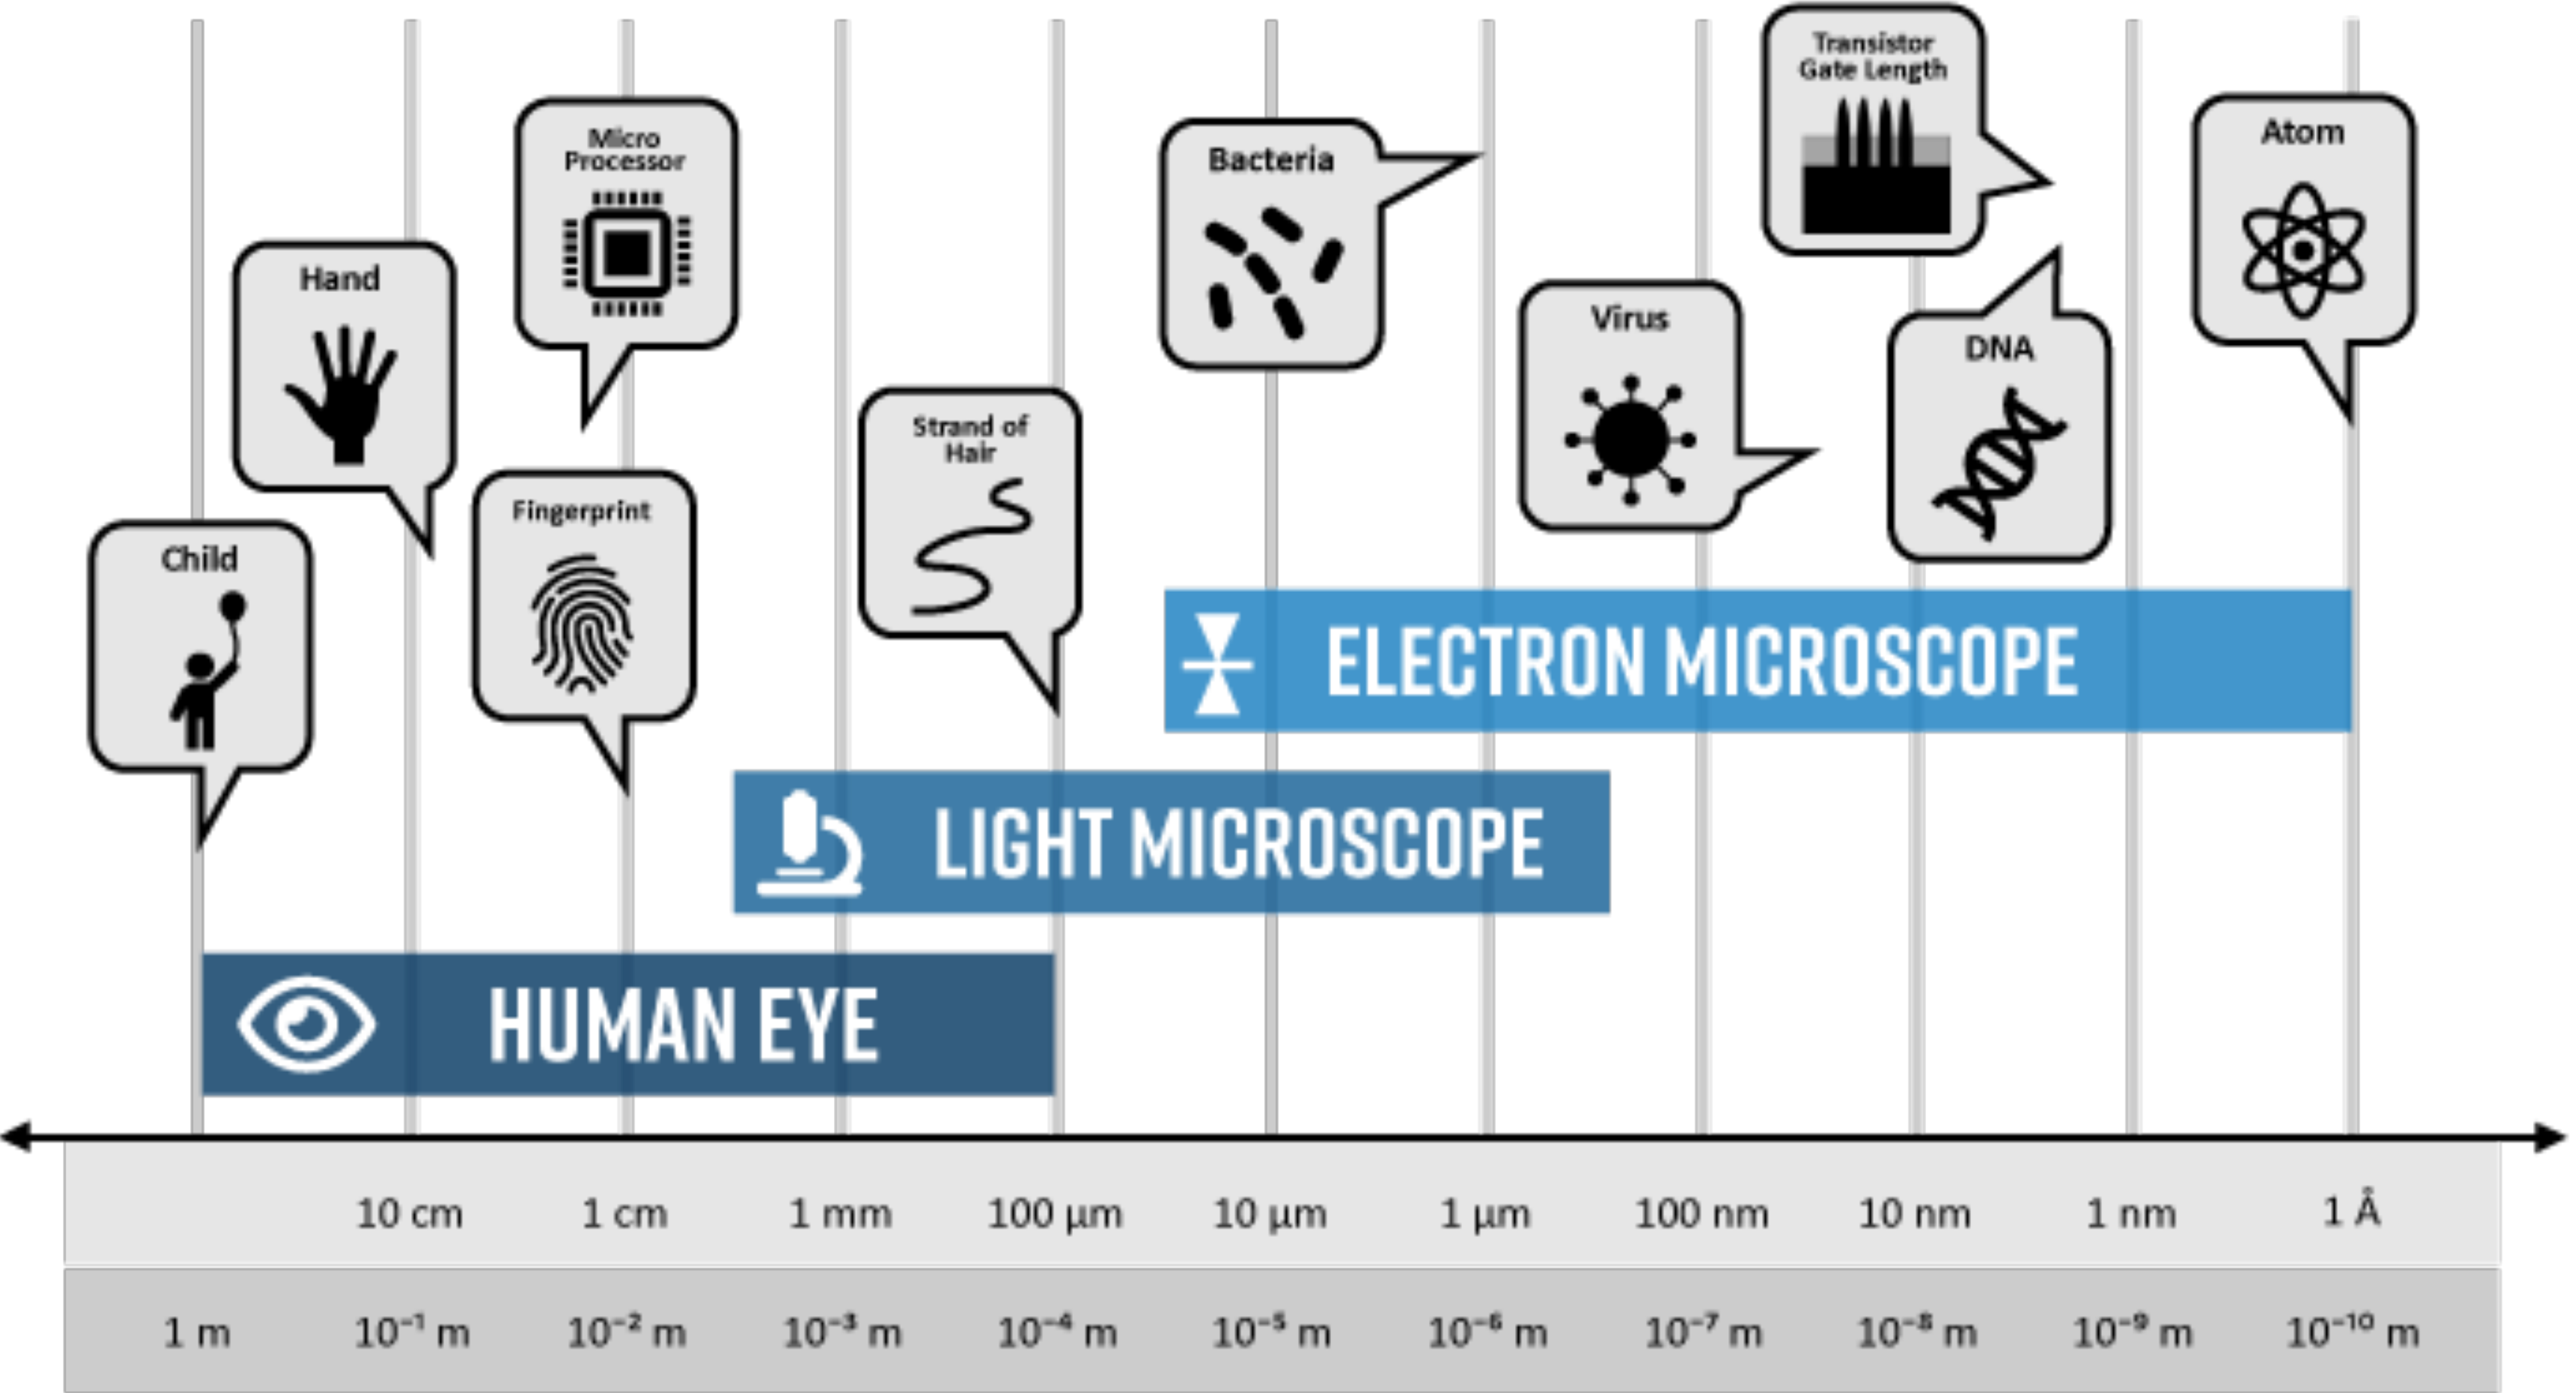 Transistor
Gate Length
Micro
Processor
Atom
Bacteria
Hand
Virus
DNA
Strand of
Hair
Fingerprint
Child
ELECTRON MICROSCOPE
LIGHT MICROSCOPE
HUMAN EYE
10 cm 1 cm 1 mm 100 µm 10 µm 1 µm 100 nm 10 nm 1 nm 1 Å
1 m 10⁻¹ m 10⁻² m 10⁻³ m 10⁻⁴ m 10⁻⁵ m 10⁻⁶ m 10⁻⁷ m 10⁻⁸ m 10⁻⁹ m 10⁻¹⁰ m